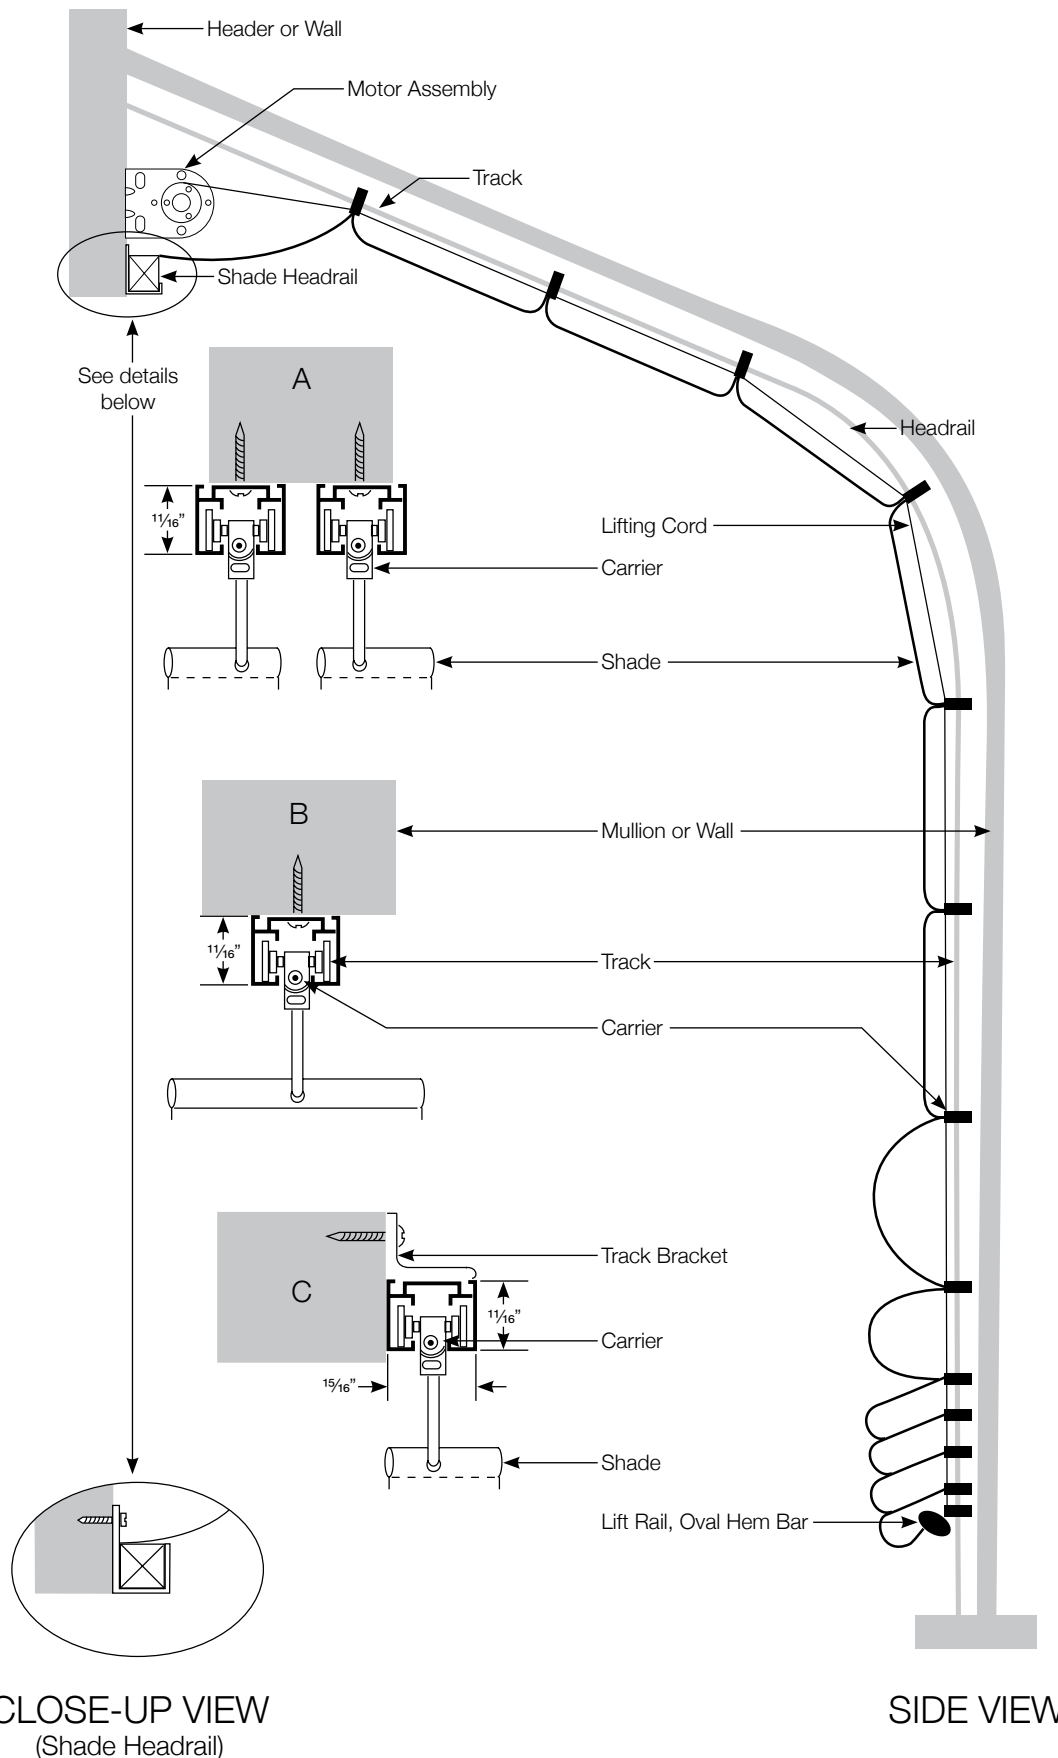 Header or Wall
Motor Assembly
Track
Shade Headrail
See details
below
A
Headrail
11/16”
Lifting Cord
Carrier
Shade
B
Mullion or Wall
11/16”
Track
Carrier
Track Bracket
C
11/16”
Carrier
15/16”
Shade
Lift Rail, Oval Hem Bar
CLOSE-UP VIEW
(Shade Headrail)
SIDE VIEW